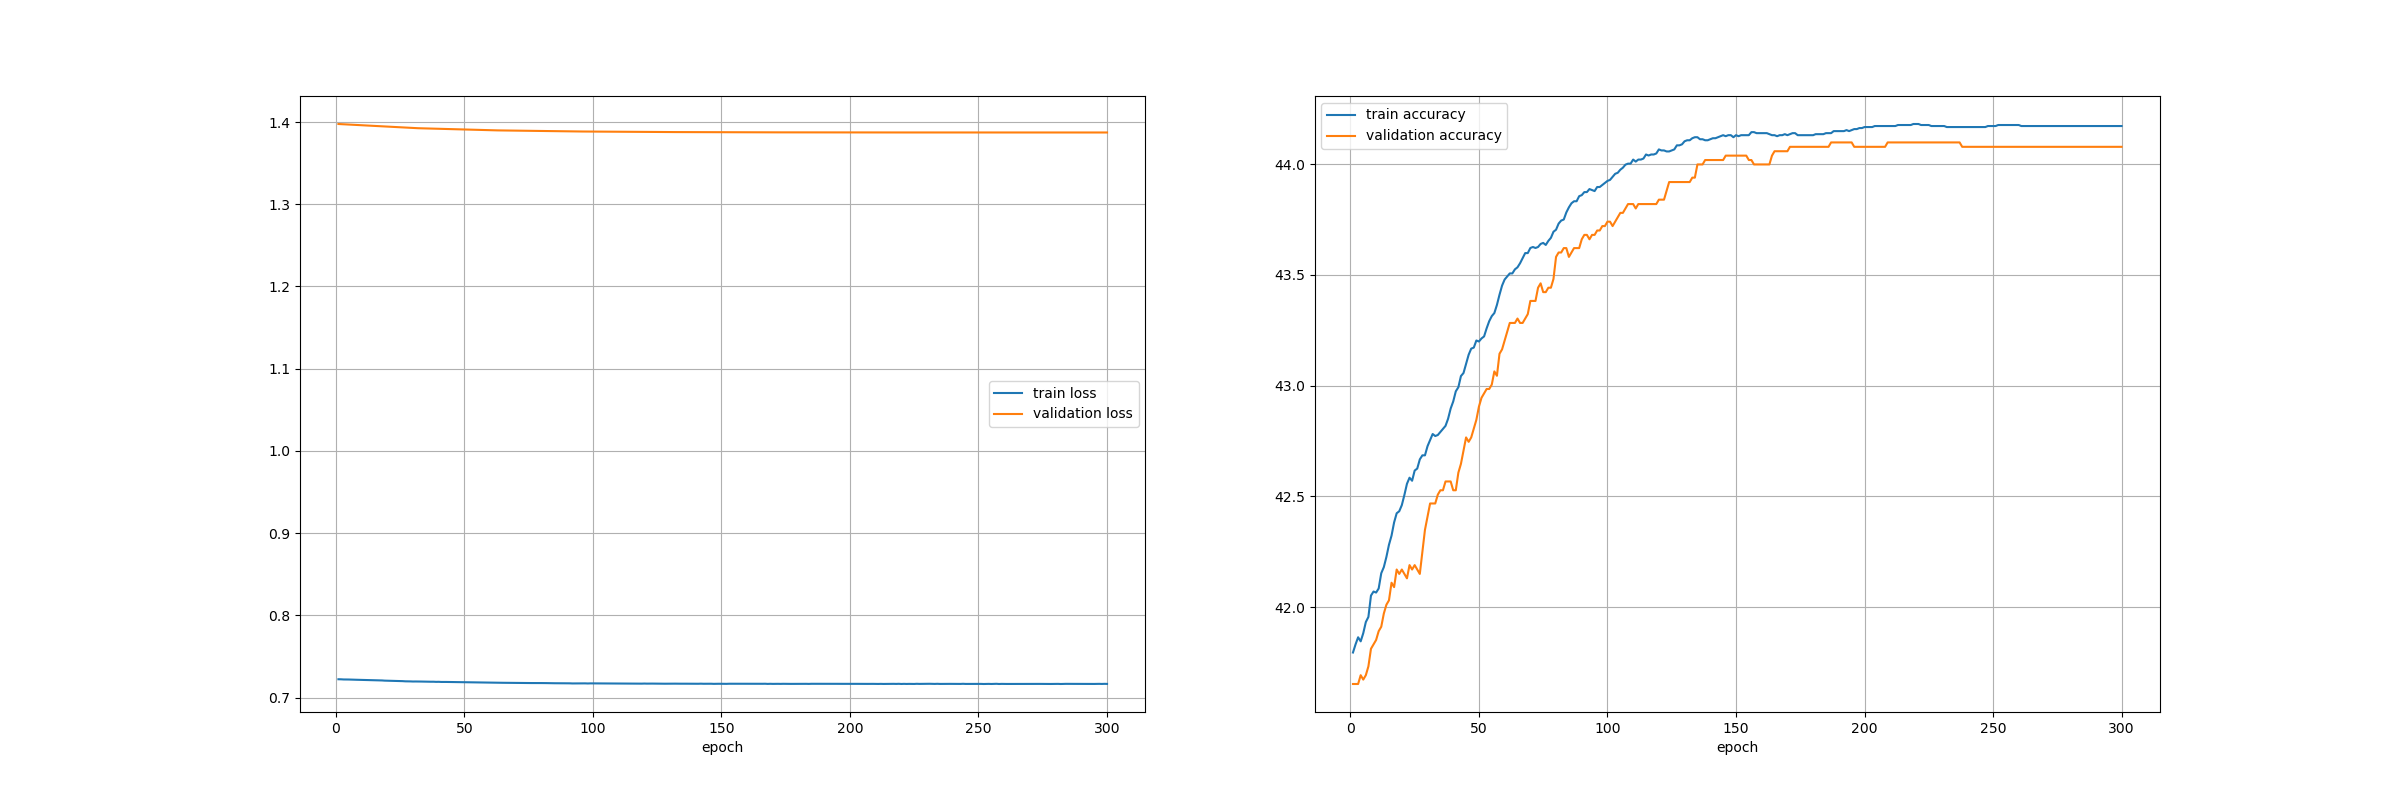 1.4
1.3
1.2
1.1
1.0
0.9
0.8
0.7
train loss
validation loss
0 50 100 150 200 250 300
epoch
train accuracy
validation accuracy
44.0
43.5
43.0
42.5
42.0
0 50 100 150 200 250 300
epoch